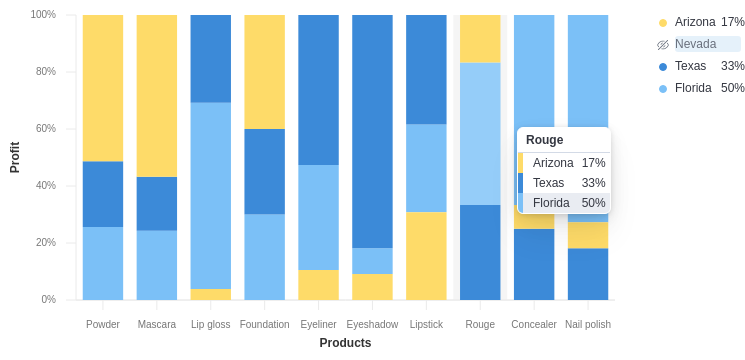 100%
80%
60%
40%
20%
0%
Profit
Powder Mascara Lip gloss Foundation Eyeliner Eyeshadow Lipstick Rouge Concealer Nail polish
Products
Rouge
Arizona 17%
Texas 33%
Florida 50%
Arizona 17%
Nevada
Texas 33%
Florida 50%